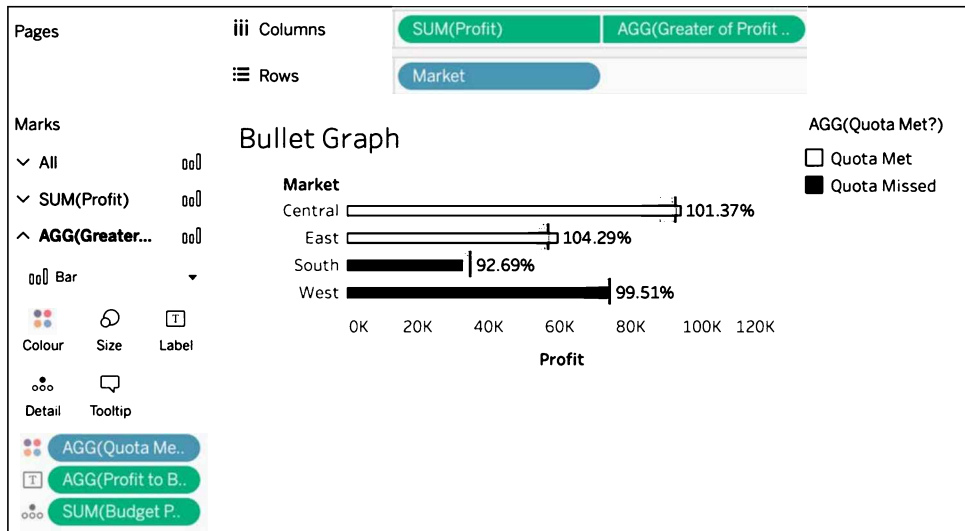 Pages
Columns
SUM(Profit)
AGG(Greater of Profit ..
Rows
Market
Marks
All
SUM(Profit)
AGG(Greater...
Bar
Colour
Size
T
Label
Detail
Tooltip
AGG(Quota Me..
T
AGG(Profit to B..
SUM(Budget P..
Bullet Graph
Market
Central
101.37%
East
104.29%
South
92.69%
West
99.51%
0K 20K 40K 60K 80K 100K 120K
Profit
AGG(Quota Met?)
Quota Met
Quota Missed